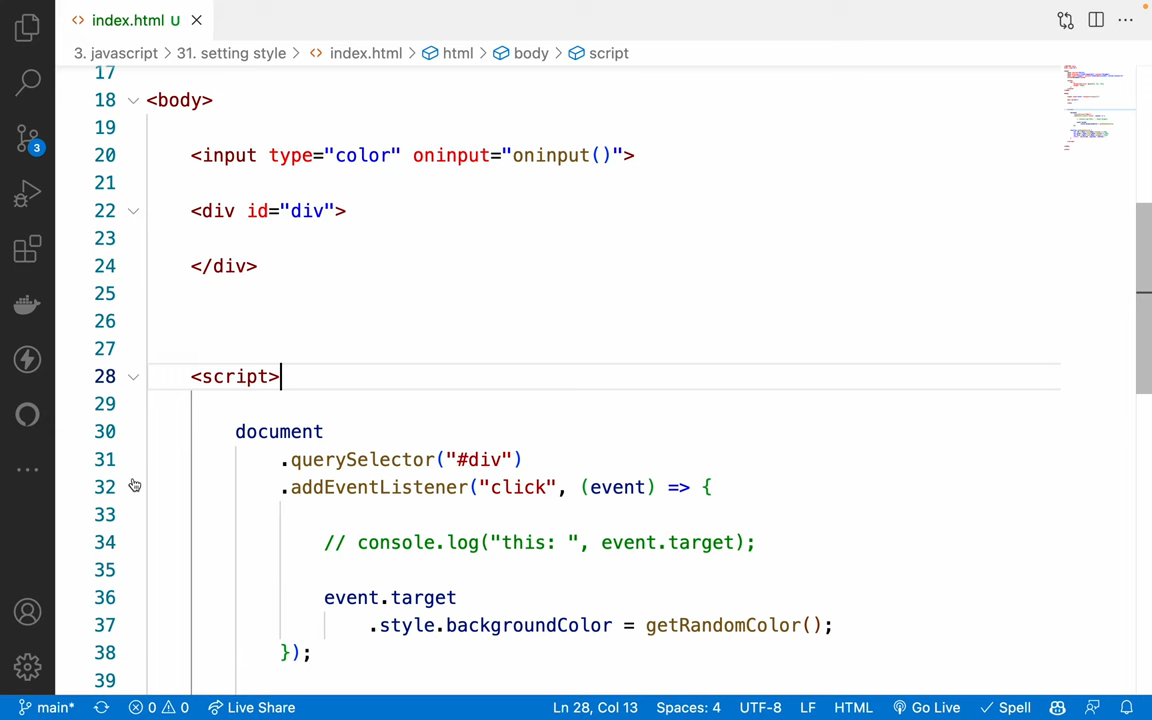 index.html U
3. javascript > 31. setting style > index.html > html > body > script
17
18 <body>
19
20 <input type="color" oninput="oninput()">
21
22 <div id="div">
23
24 </div>
25
26
27
28 <script>
29
30 document
31 .querySelector("#div")
32 .addEventListener("click", (event) => {
33
34 // console.log("this: ", event.target);
35
36 event.target
37 .style.backgroundColor = getRandomColor();
38 });
39
3
main* 0 0 Live Share Ln 28, Col 13 Spaces: 4 UTF-8 LF HTML Go Live Spell